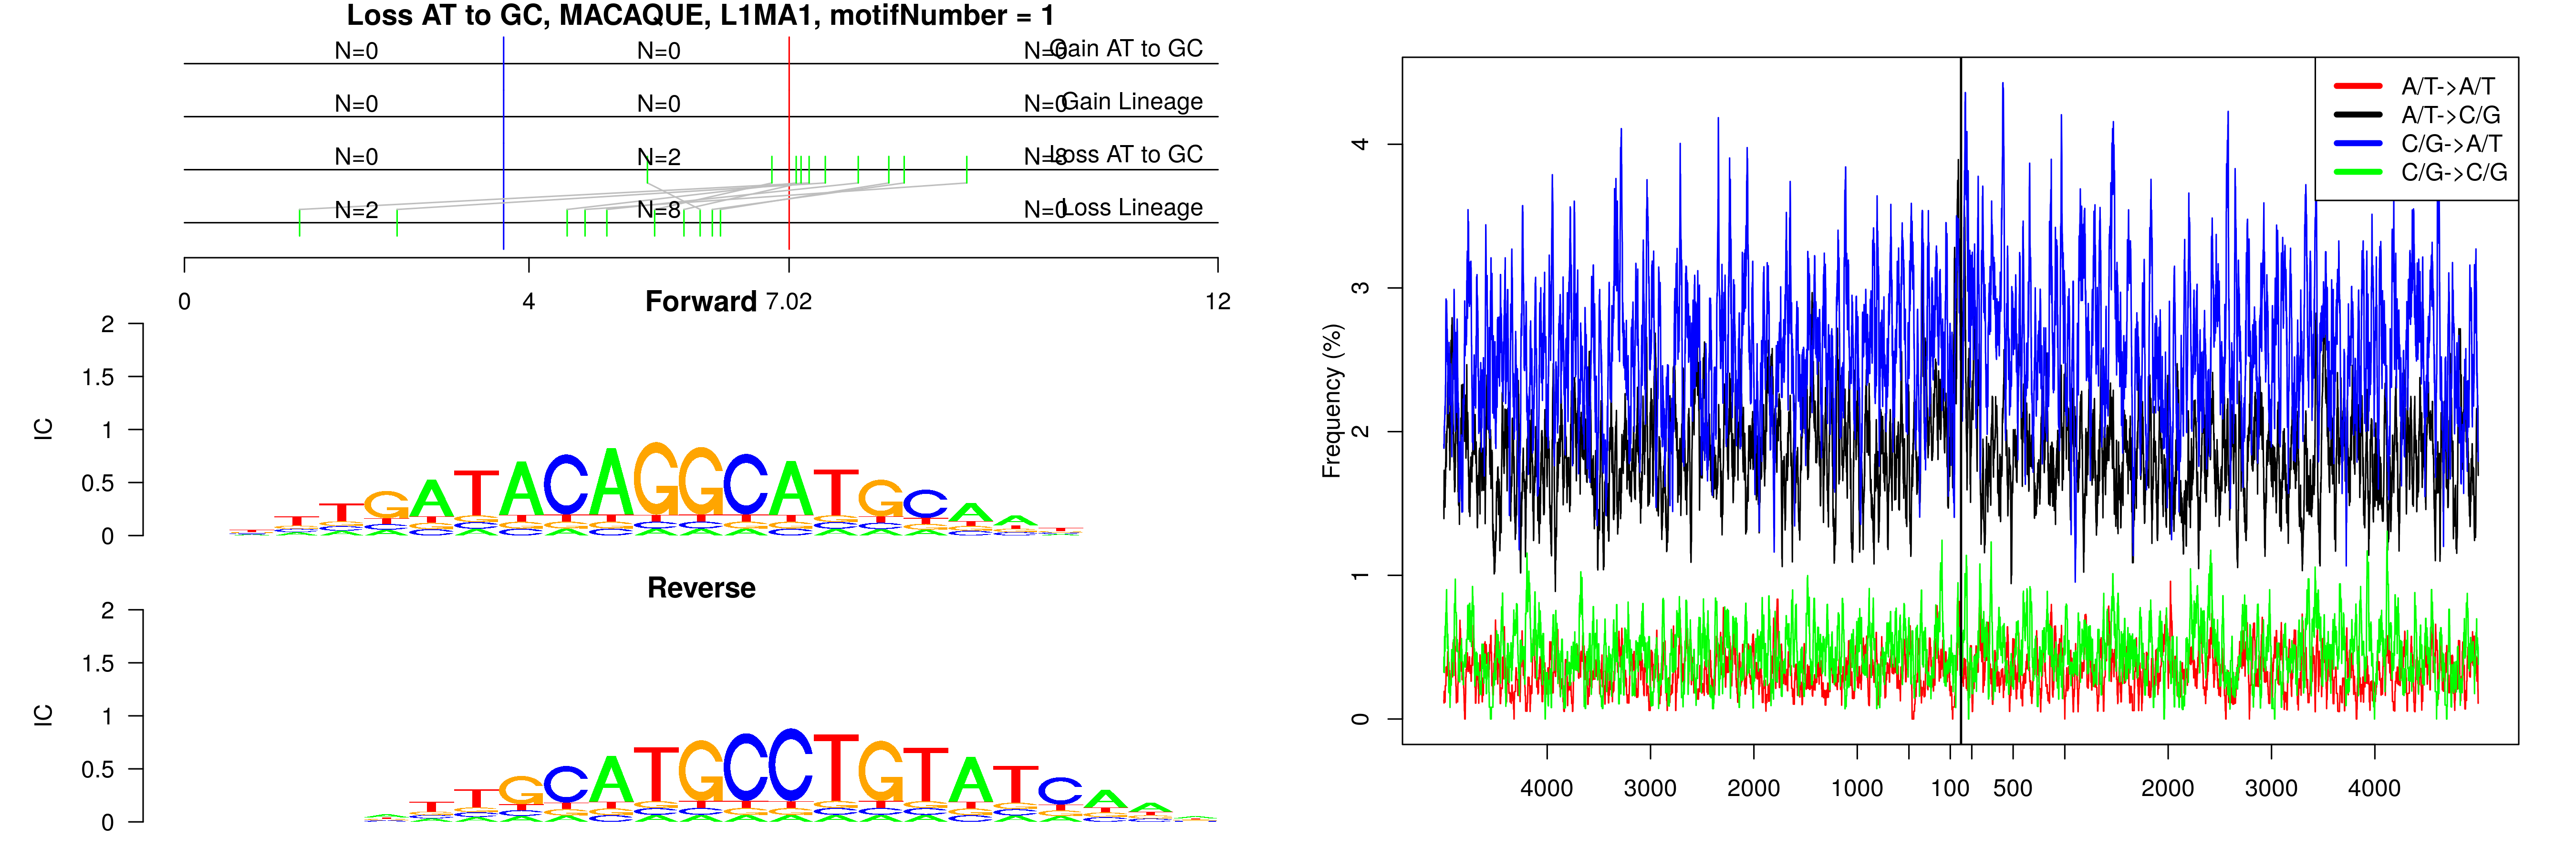 Loss AT to GC, MACAQUE, L1MA1, motifNumber = 1
N=0 N=0 N=0 Gain AT to GC
N=0 N=0 N=0 Gain Lineage
N=0 N=2 N=8 Loss AT to GC
N=2 N=8 N=0 Loss Lineage
0 4 7.02 12
Forward
IC
2
1.5
1
0.5
0
TTGATACAGGCATGCAA
Reverse
IC
2
1.5
1
0.5
0
TTGCATGCCTGTATCAA
Frequency (%)
4
3
2
1
0
4000 3000 2000 1000 100 500 2000 3000 4000
A/T->A/T
A/T->C/G
C/G->A/T
C/G->C/G